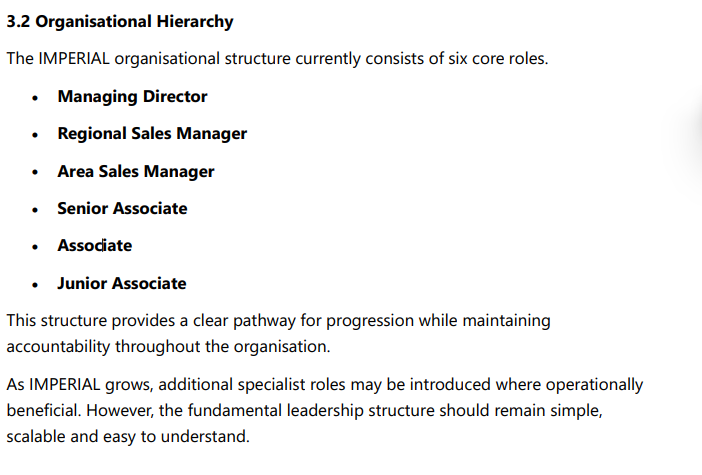 3.2 Organisational Hierarchy
The IMPERIAL organisational structure currently consists of six core roles.
• Managing Director
• Regional Sales Manager
• Area Sales Manager
• Senior Associate
• Associate
• Junior Associate
This structure provides a clear pathway for progression while maintaining
accountability throughout the organisation.
As IMPERIAL grows, additional specialist roles may be introduced where operationally
beneficial. However, the fundamental leadership structure should remain simple,
scalable and easy to understand.